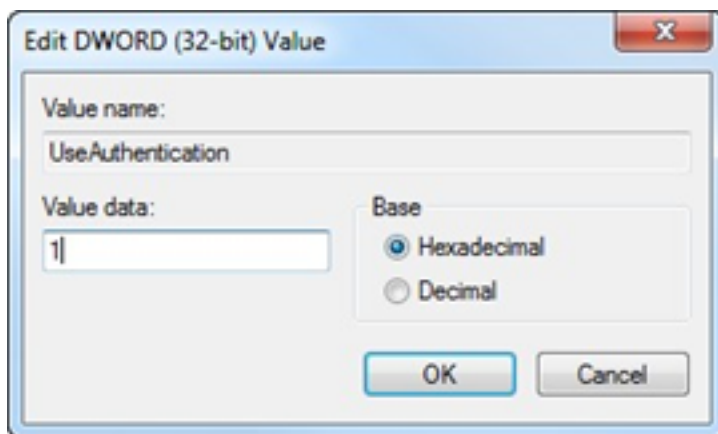 Edit DWORD (32-bit) Value
Value name:
UseAuthentication
Value data:
1
Base
Hexadecimal
Decimal
OK
Cancel